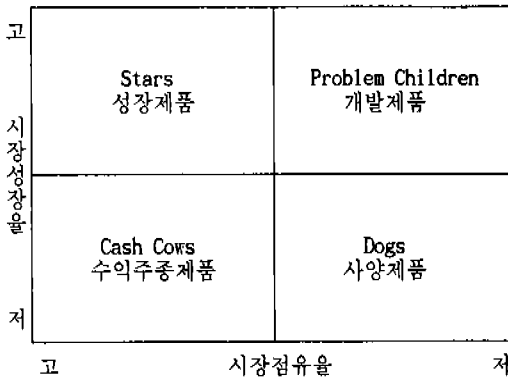 고
Stars
성장제품
Problem Children
개발제품
시장성장율
Cash Cows
수익주종제품
Dogs
사양제품
저
고
시장점유율
저